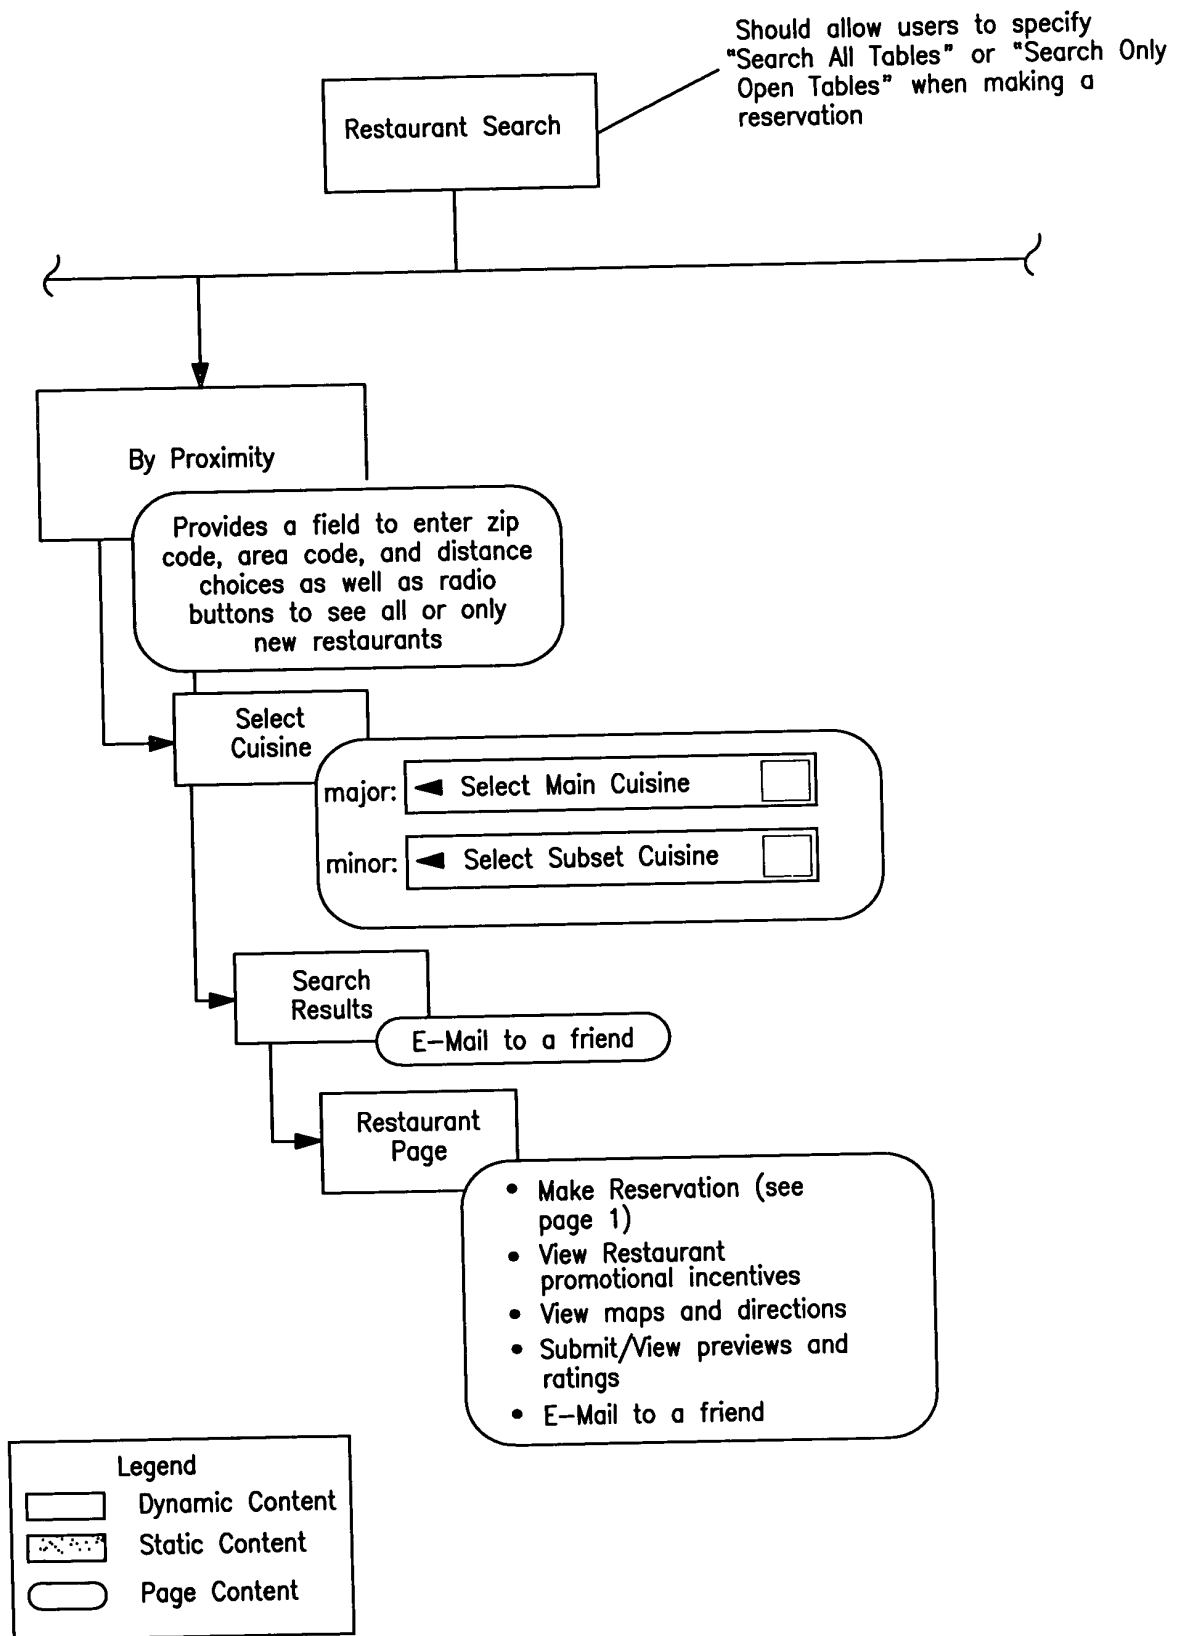 Should allow users to specify
"Search All Tables" or "Search Only
Open Tables" when making a
reservation
Restaurant Search
By Proximity
Provides a field to enter zip
code, area code, and distance
choices as well as radio
buttons to see all or only
new restaurants
Select
Cuisine
major: Select Main Cuisine
minor: Select Subset Cuisine
Search
Results
E-Mail to a friend
Restaurant
Page
• Make Reservation (see
page 1)
• View Restaurant
promotional incentives
• View maps and directions
• Submit/View previews and
ratings
• E-Mail to a friend
Legend
Dynamic Content
Static Content
Page Content